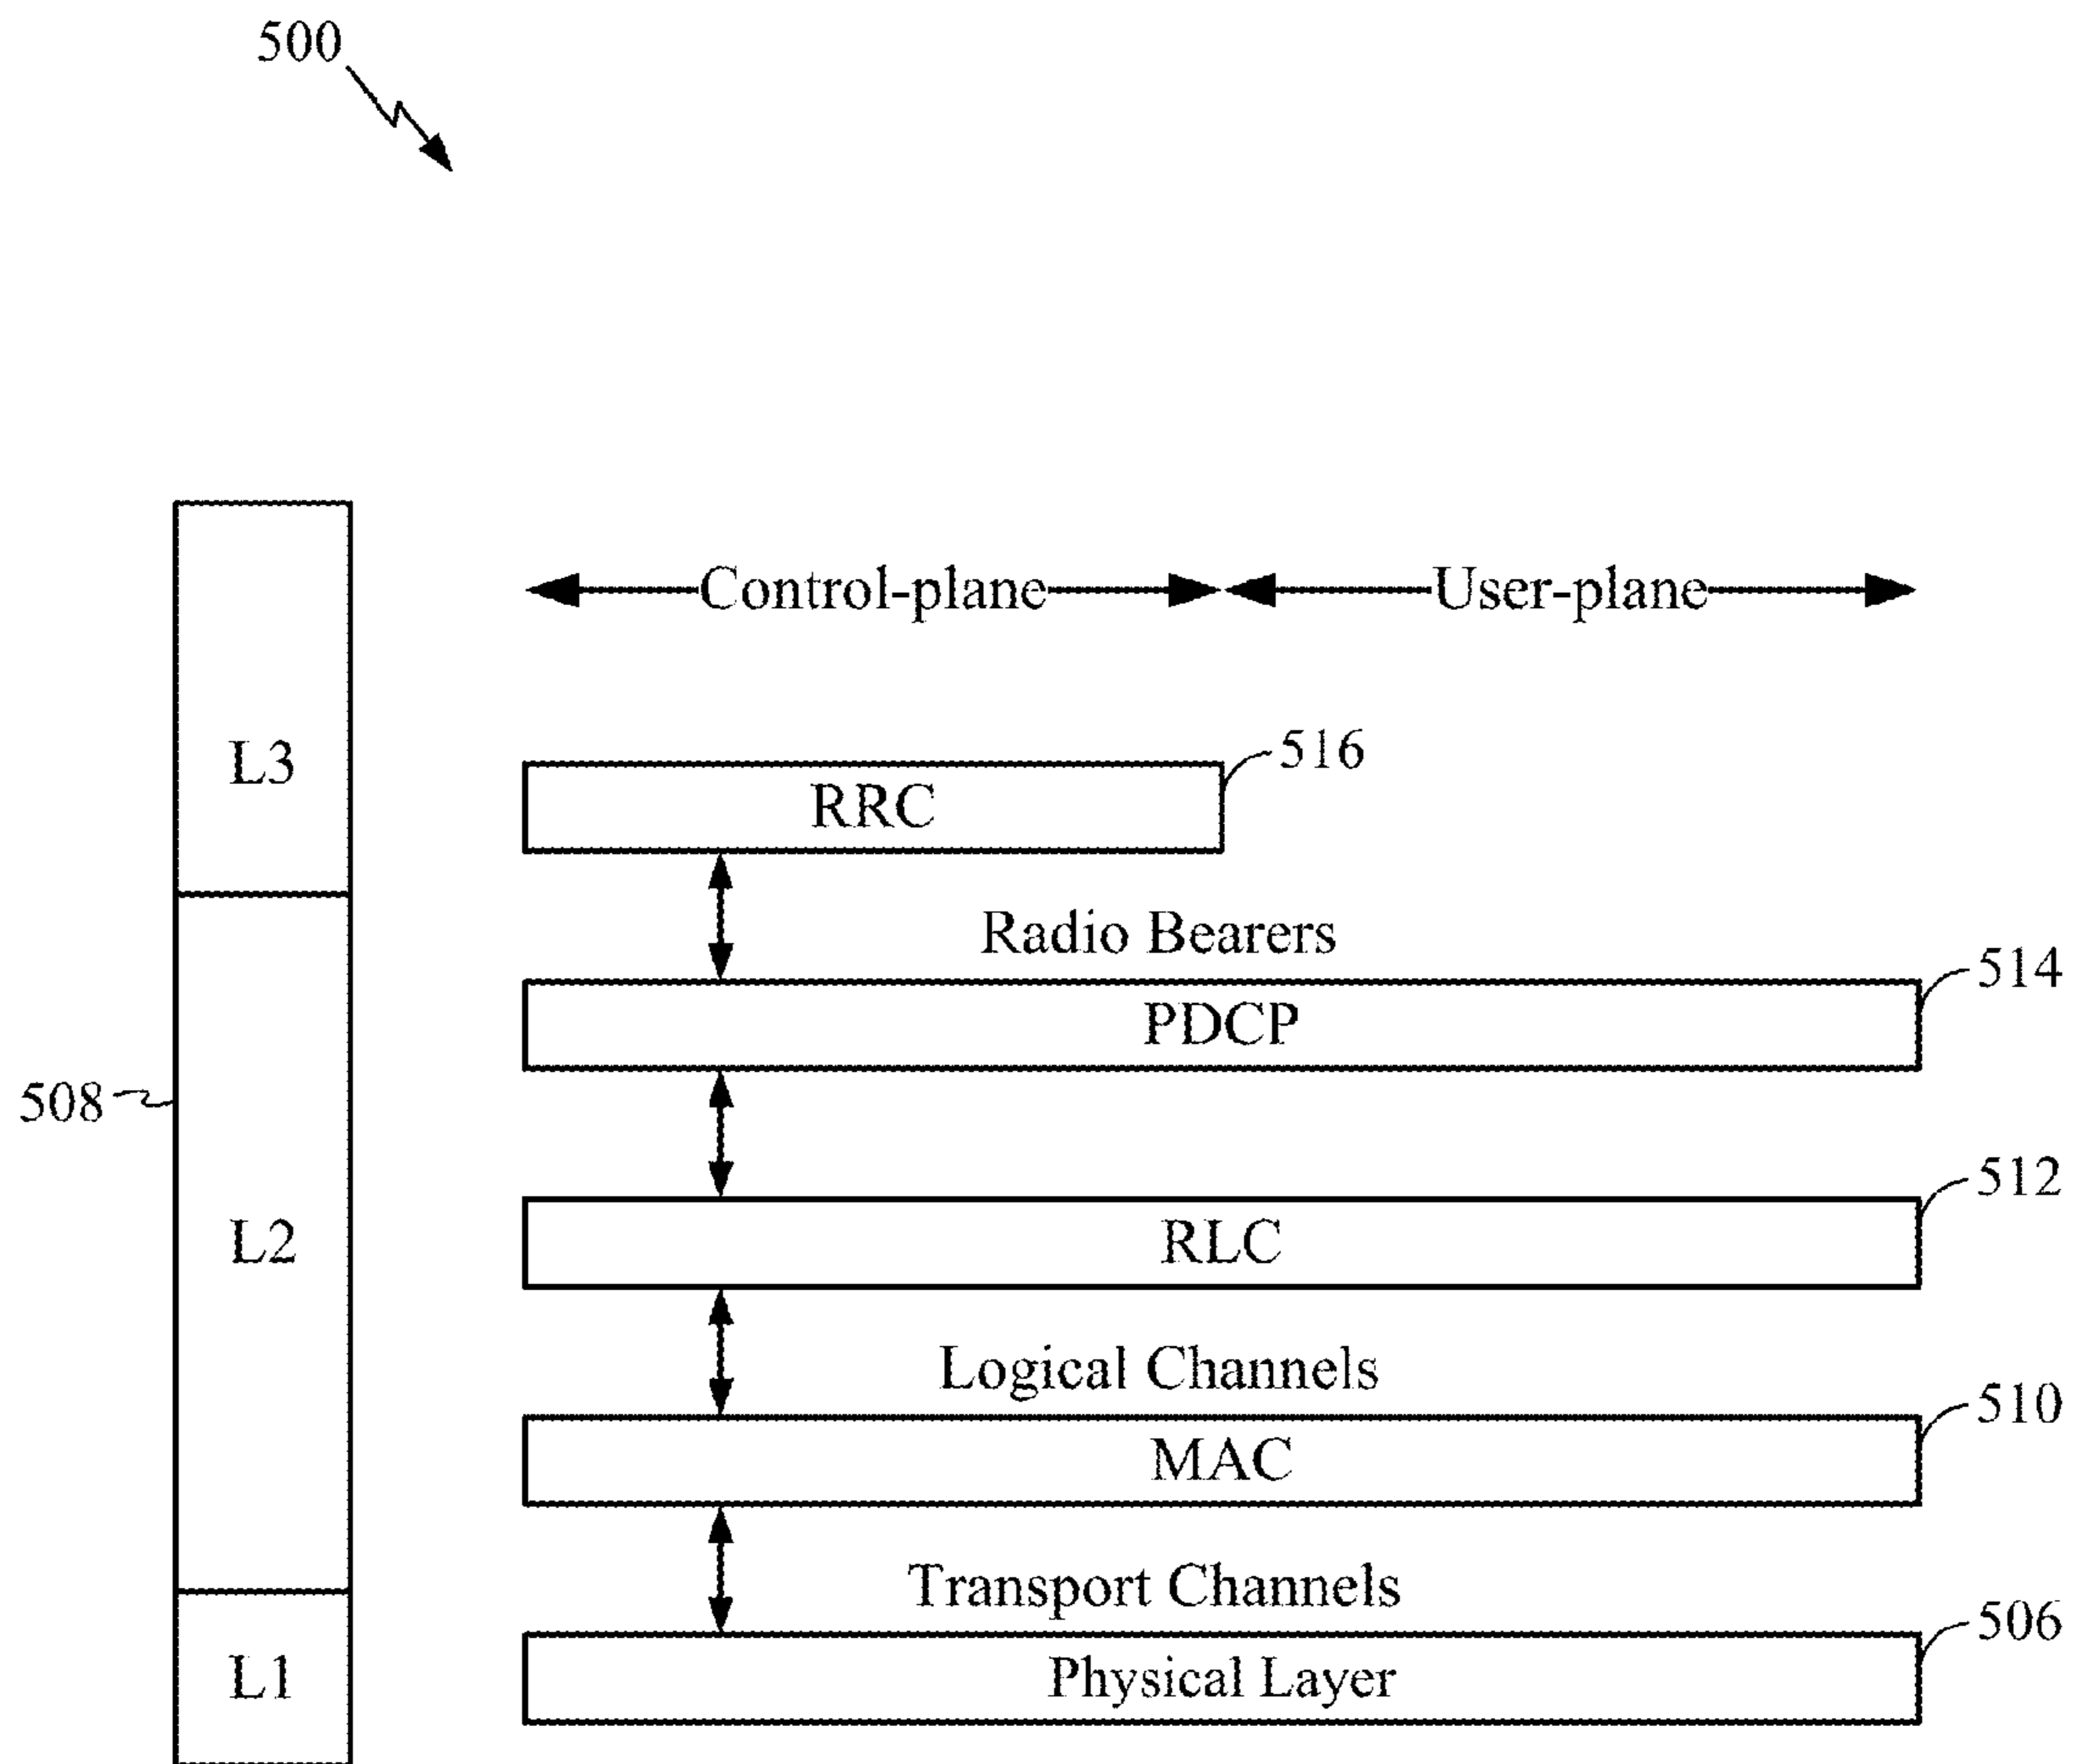 500
Control-plane User-plane
L3
516
RRC
Radio Bearers
514
PDCP
508
512
L2
RLC
Logical Channels
510
MAC
Transport Channels
506
L1
Physical Layer